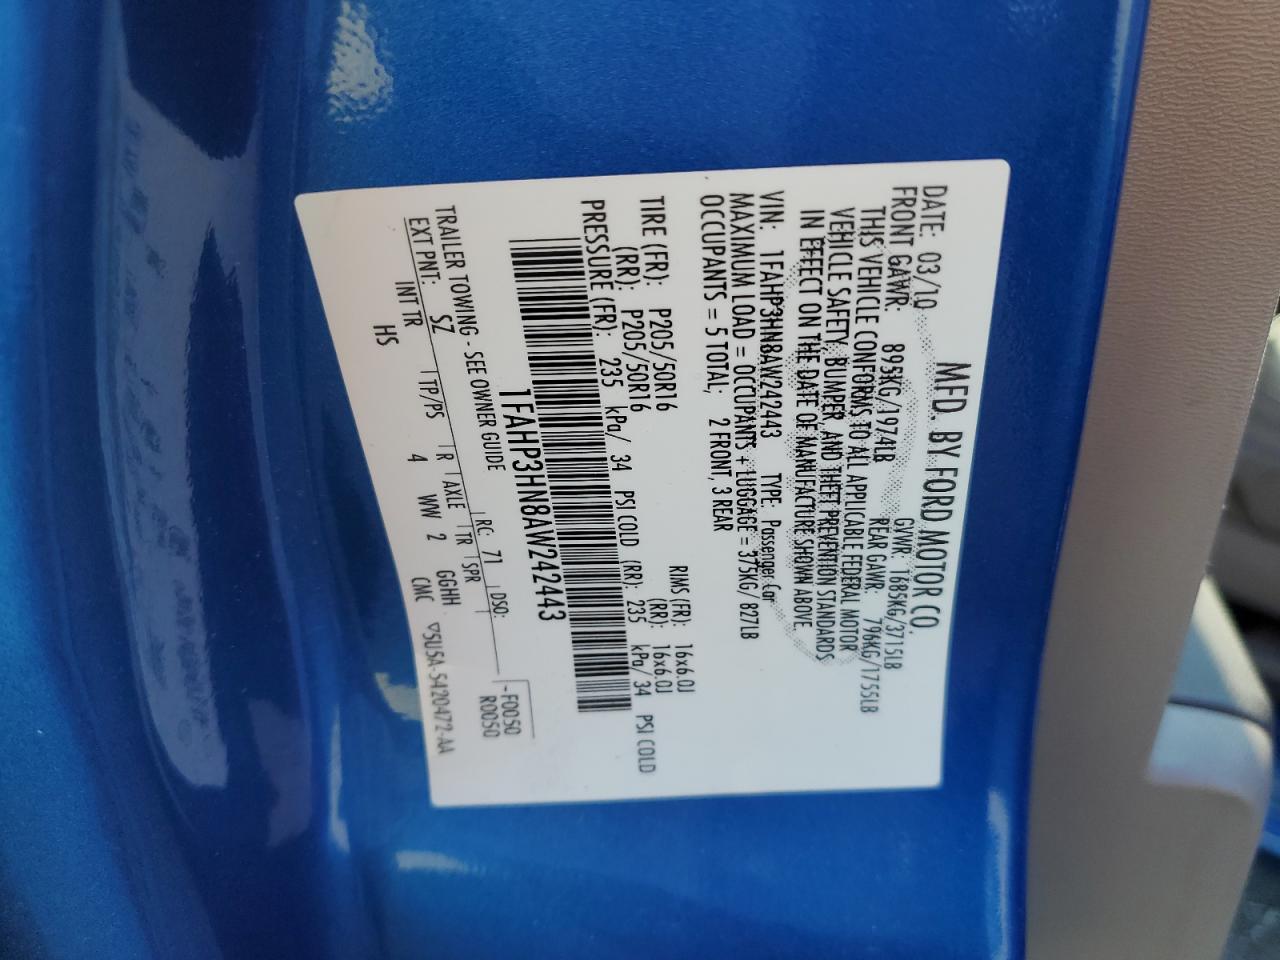 MFD. BY FORD MOTOR CO.
DATE: 03/10 GVWR: 1685KG/3715LB
FRONT GAWR: 895KG/1974LB REAR GAWR: 796KG/1755LB
THIS VEHICLE CONFORMS TO ALL APPLICABLE FEDERAL MOTOR
VEHICLE SAFETY, BUMPER, AND THEFT PREVENTION STANDARDS
IN EFFECT ON THE DATE OF MANUFACTURE SHOWN ABOVE.
VIN: 1FAHP3HN8AW242443 TYPE: Passenger Car
MAXIMUM LOAD = OCCUPANTS + LUGGAGE = 375KG/827LB
OCCUPANTS = 5 TOTAL; 2 FRONT, 3 REAR
TIRE (FR): P205/50R16 RIMS (FR): 16x6.0J
(RR): P205/50R16 (RR): 16x6.0J
PRESSURE (FR): 235 kPa/ 34 PSI COLD (RR): 235 kPa/ 34 PSI COLD
1FAHP3HN8AW242443
-F0050
R0050
TRAILER TOWING - SEE OWNER GUIDE RC: 71 DSO:
EXT PNT: SZ
INT TR TP/PS R AXLE TR SPR
HS 4 WW 2 GGHH
CMC ▽5U5A-5420472-AA